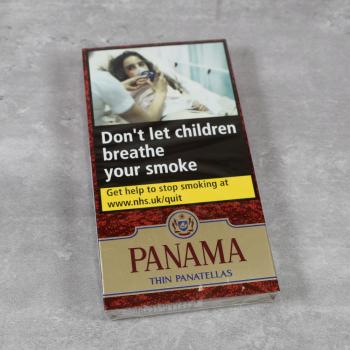 Don't let children
breathe
your smoke
Get help to stop smoking at
www.nhs.uk/quit
PANAMA
THIN PANATELLAS